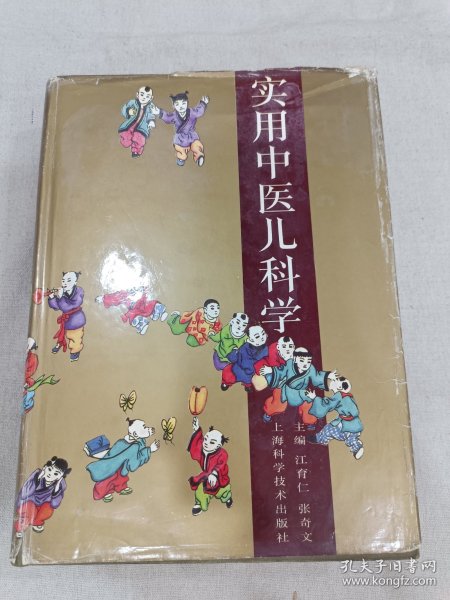 实用中医儿科学
主编 江育仁 张奇文
上海科学技术出版社
孔夫子旧书网
www.kongfz.com